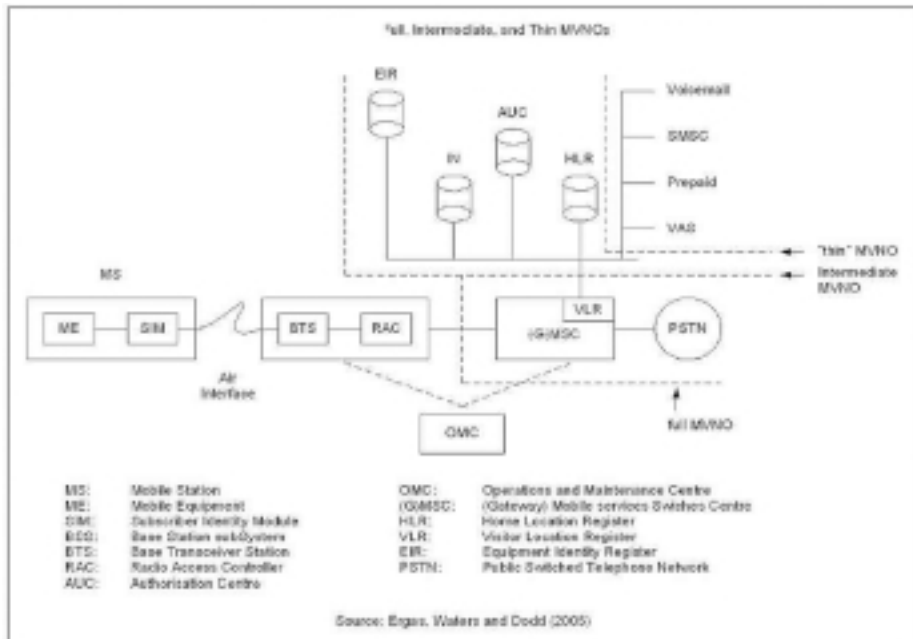 Full, Intermediate, and Thin MVNOs
EIR
AUC
IN
HLR
Voicemail
SMSC
Prepaid
VAS
"thin" MVNO
Intermediate
MVNO
MS
ME
SIM
BTS
RAC
VLR
(G)MSC
PSTN
Air
Interface
full MVNO
OMC
MS: Mobile Station
ME: Mobile Equipment
SIM: Subscriber Identity Module
BSS: Base Station subSystem
BTS: Base Transceiver Station
RAC: Radio Access Controller
AUC: Authorisation Centre
OMC: Operations and Maintenance Centre
(G)MSC: (Gateway) Mobile services Swiches Centre
HLR: Home Location Register
VLR: Visitor Location Register
EIR: Equipment Identity Register
PSTN: Public Switched Telephone Network
Source: Ergas, Waters and Dodd (2005)